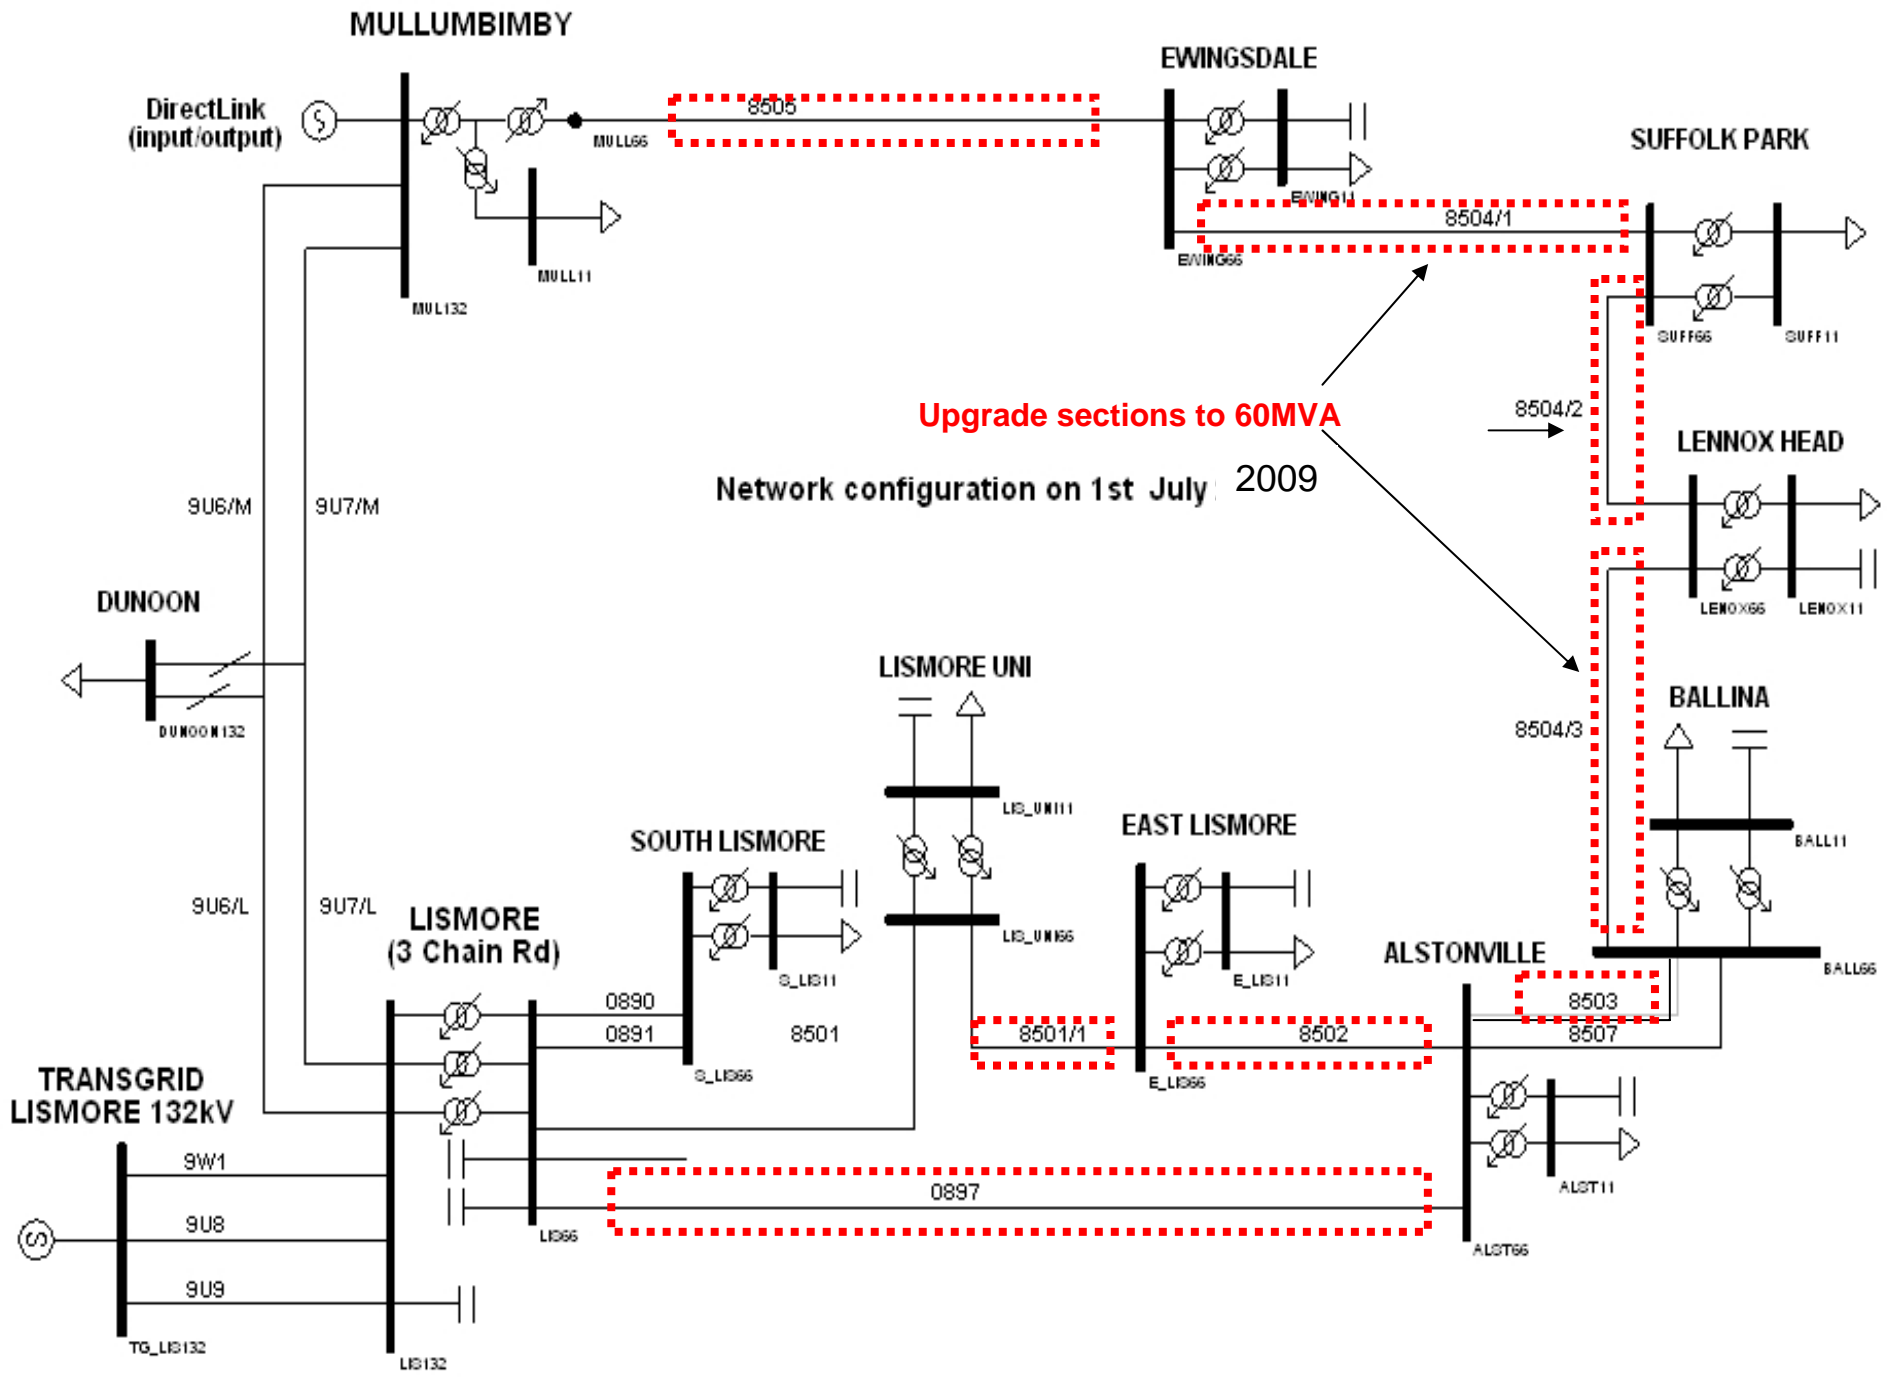 MULLUMBIMBY
EWINGSDALE
DirectLink
(input/output)
8505
MULL66
SUFFOLK PARK
EWING11
8504/1
MULL11
EWING66
MUL132
SUFF66
SUFF11
Upgrade sections to 60MVA
8504/2
LENNOX HEAD
Network configuration on 1st July 2009
9U6/M
9U7/M
DUNOON
LENOX66
LENOX11
LISMORE UNI
BALLINA
DUNOON132
8504/3
LIS_UNI11
EAST LISMORE
SOUTH LISMORE
BALL11
9U6/L
9U7/L
LISMORE
(3 Chain Rd)
LIS_UNI66
ALSTONVILLE
BALL66
S_LIS11
E_LIS11
0890
8503
0891
8501
8501/1
8502
8507
S_LIS66
E_LIS66
TRANSGRID
LISMORE 132kV
9W1
0897
ALST11
9U8
LIS66
ALST66
9U9
TG_LIS132
LIS132